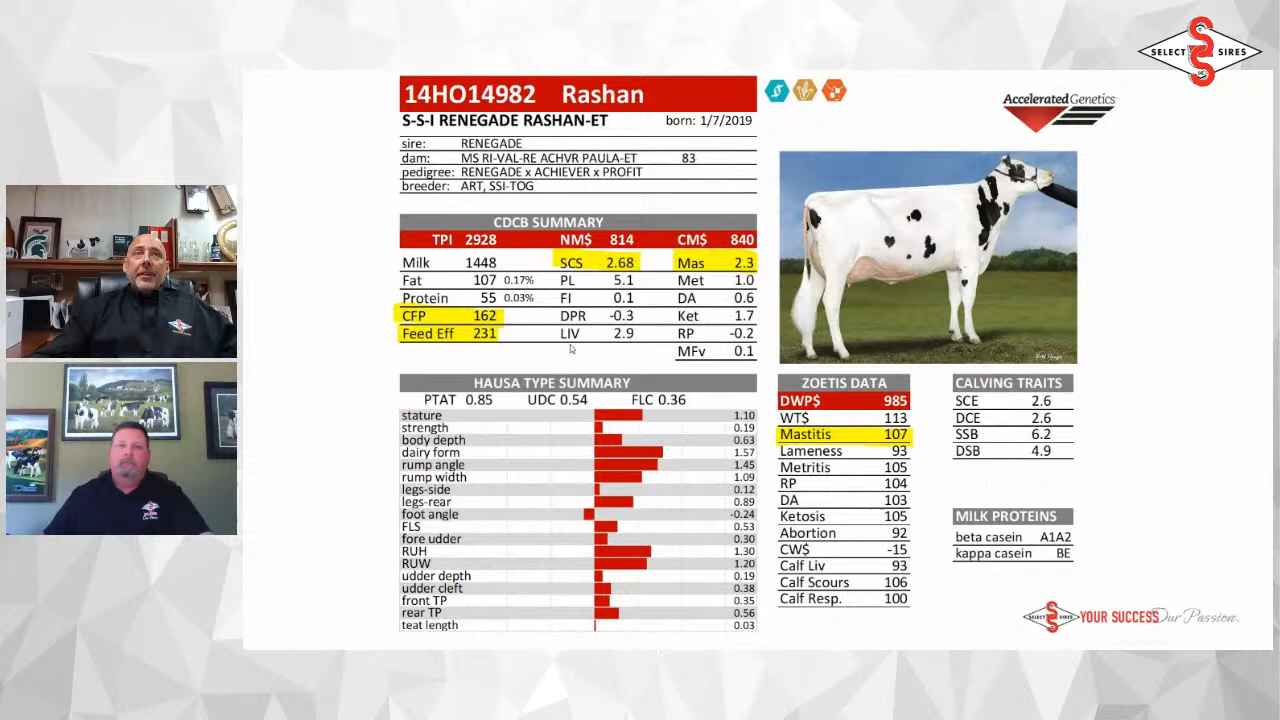 SELECT SIRES INC
14HO14982 Rashan
S-S-I RENEGADE RASHAN-ET born: 1/7/2019
sire: RENEGADE
dam: MS RI-VAL-RE ACHVR PAULA-ET 83
pedigree: RENEGADE x ACHIEVER x PROFIT
breeder: ART, SSI-TOG
Accelerated Genetics
CDCB SUMMARY
TPI 2928 NM$ 814 CM$ 840
Milk 1448 SCS 2.68 Mas 2.3
Fat 107 0.17% PL 5.1 Met 1.0
Protein 55 0.03% FI 0.1 DA 0.6
CFP 162 DPR -0.3 Ket 1.7
Feed Eff 231 LIV 2.9 RP -0.2
MFv 0.1
HAUSA TYPE SUMMARY
PTAT 0.85 UDC 0.54 FLC 0.36
stature 1.10
strength 0.19
body depth 0.63
dairy form 1.57
rump angle 1.45
rump width 1.09
legs-side 0.12
legs-rear 0.89
foot angle -0.24
FLS 0.53
fore udder 0.30
RUH 1.30
RUW 1.20
udder depth 0.19
udder cleft 0.38
front TP 0.35
rear TP 0.56
teat length 0.03
ZOETIS DATA
DWP$ 985
WT$ 113
Mastitis 107
Lameness 93
Metritis 105
RP 104
DA 103
Ketosis 105
Abortion 92
CW$ -15
Calf Liv 93
Calf Scours 106
Calf Resp. 100
CALVING TRAITS
SCE 2.6
DCE 2.6
SSB 6.2
DSB 4.9
MILK PROTEINS
beta casein A1A2
kappa casein BE
SELECT SIRES YOUR SUCCESS Our Passion.